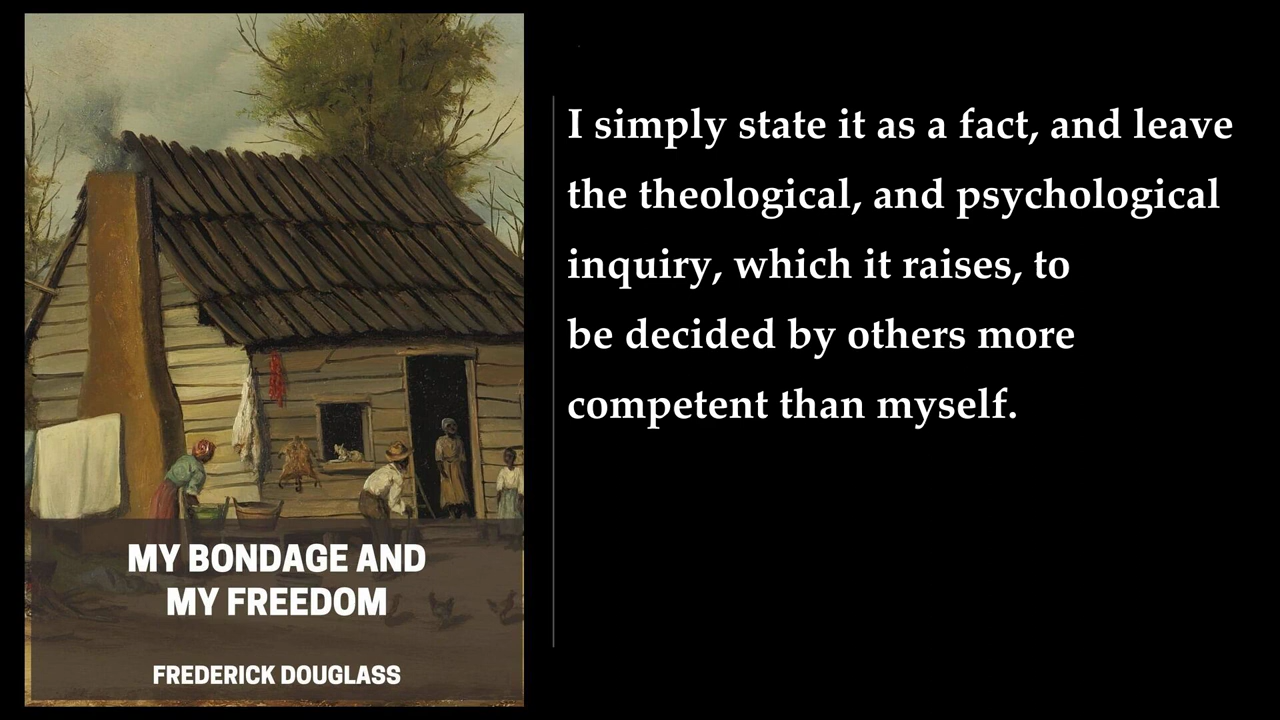 MY BONDAGE AND
MY FREEDOM
FREDERICK DOUGLASS
I simply state it as a fact, and leave
the theological, and psychological
inquiry, which it raises, to
be decided by others more
competent than myself.